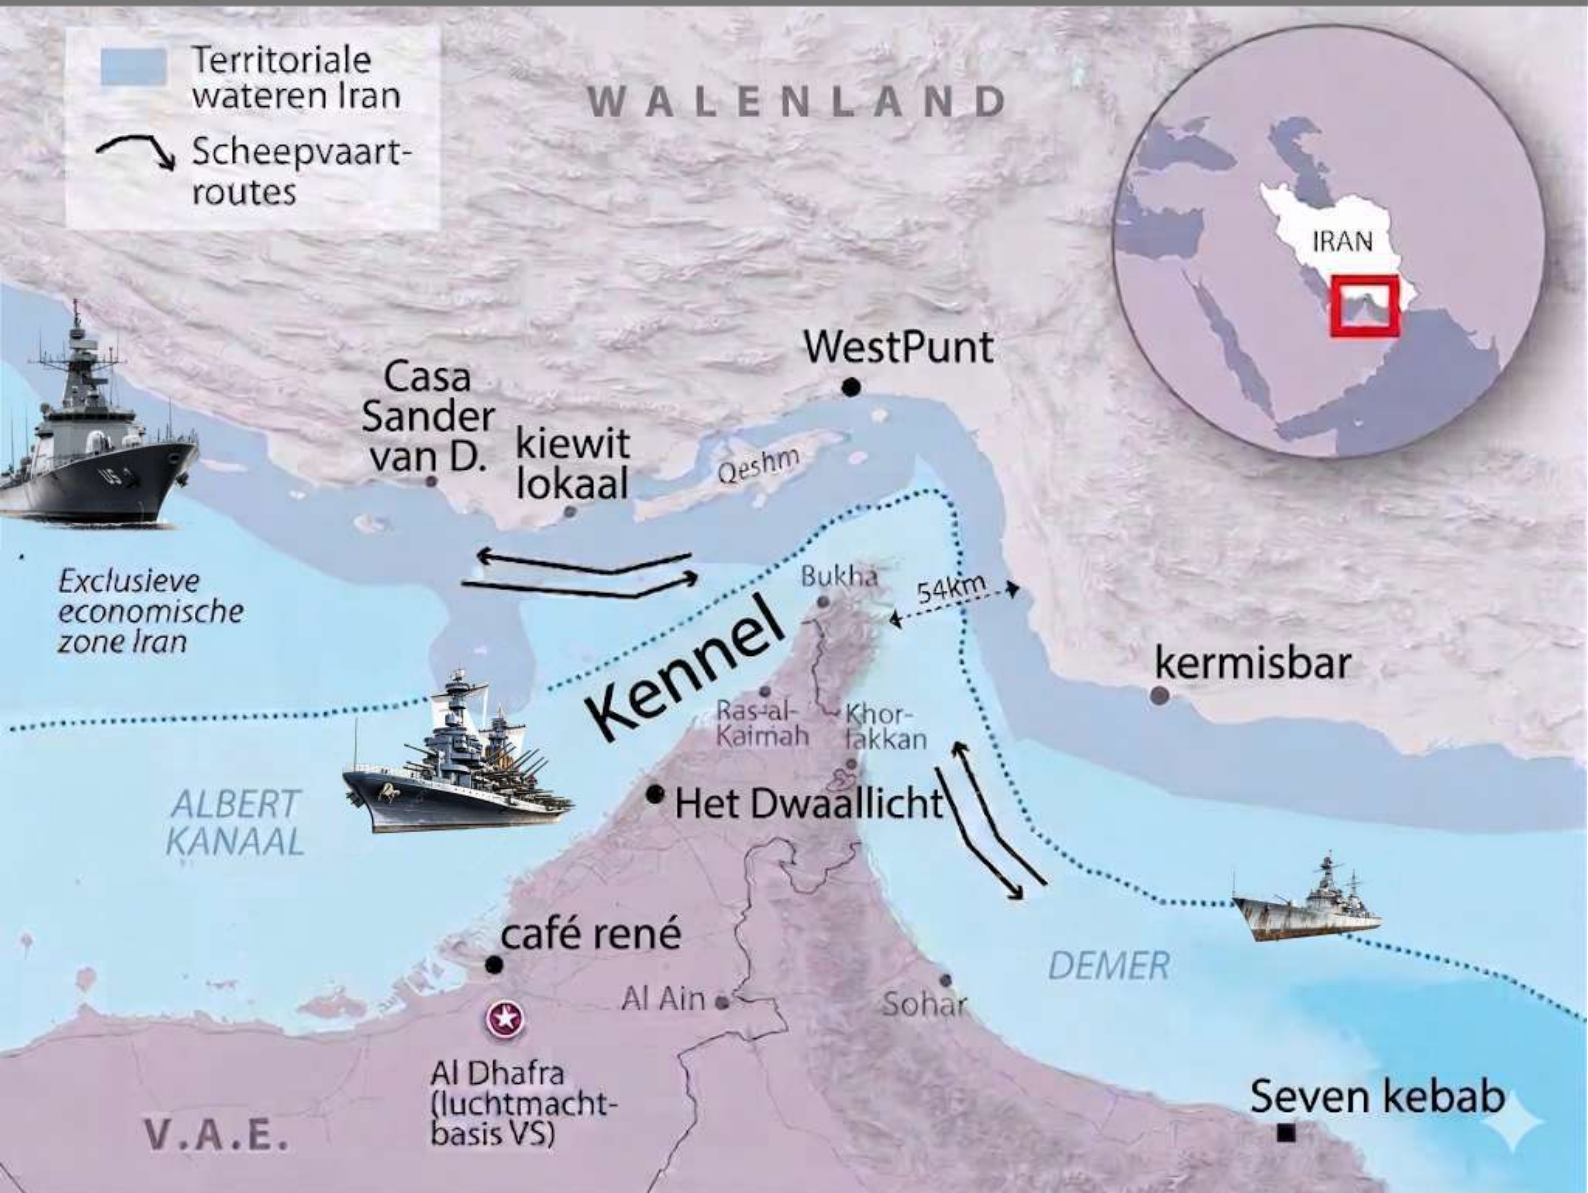 Territoriale
wateren Iran
Scheepvaart-
routes
WALENLAND
IRAN
WestPunt
Casa
Sander
van D.
kiewit
lokaal
Qeshm
Exclusieve
economische
zone Iran
Bukha
54km
Kennel
kermisbar
Ras-al-
Kaimah
Khor-
fakkan
Het Dwaallicht
ALBERT
KANAAL
café rené
DEMER
Al Ain
Sohar
Al Dhafra
(luchtmacht-
basis VS)
Seven kebab
V.A.E.